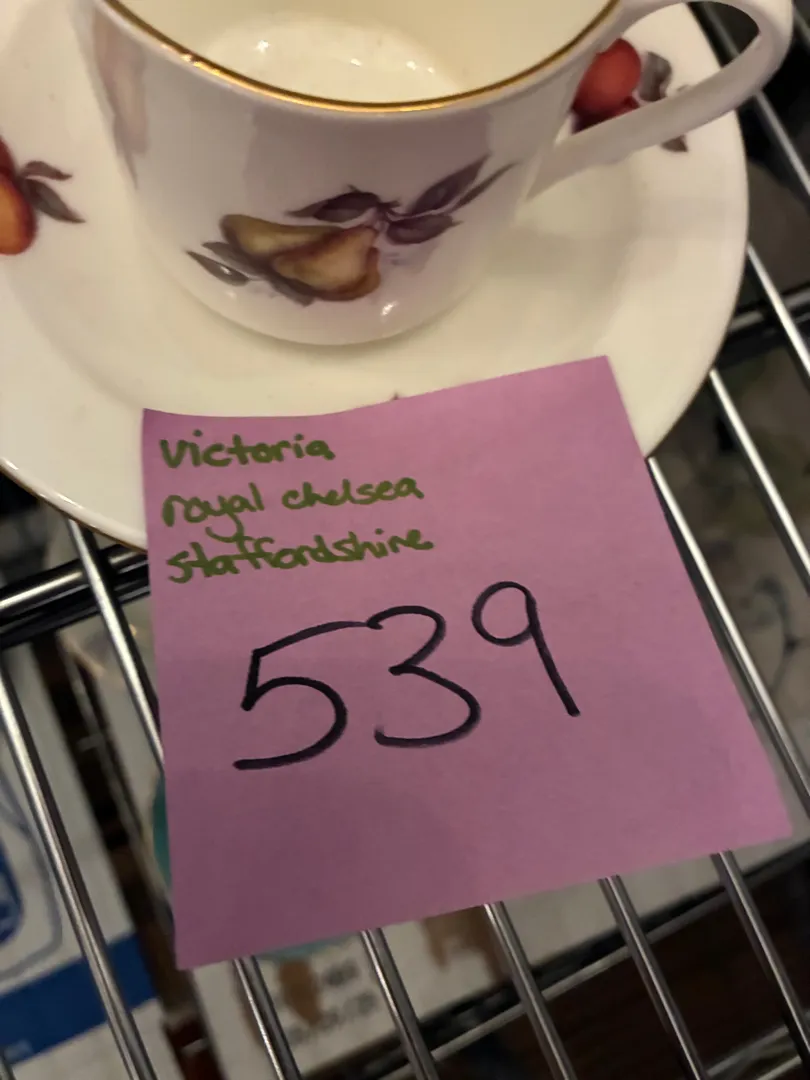 Victoria
royal chelsea
staffordshire
539